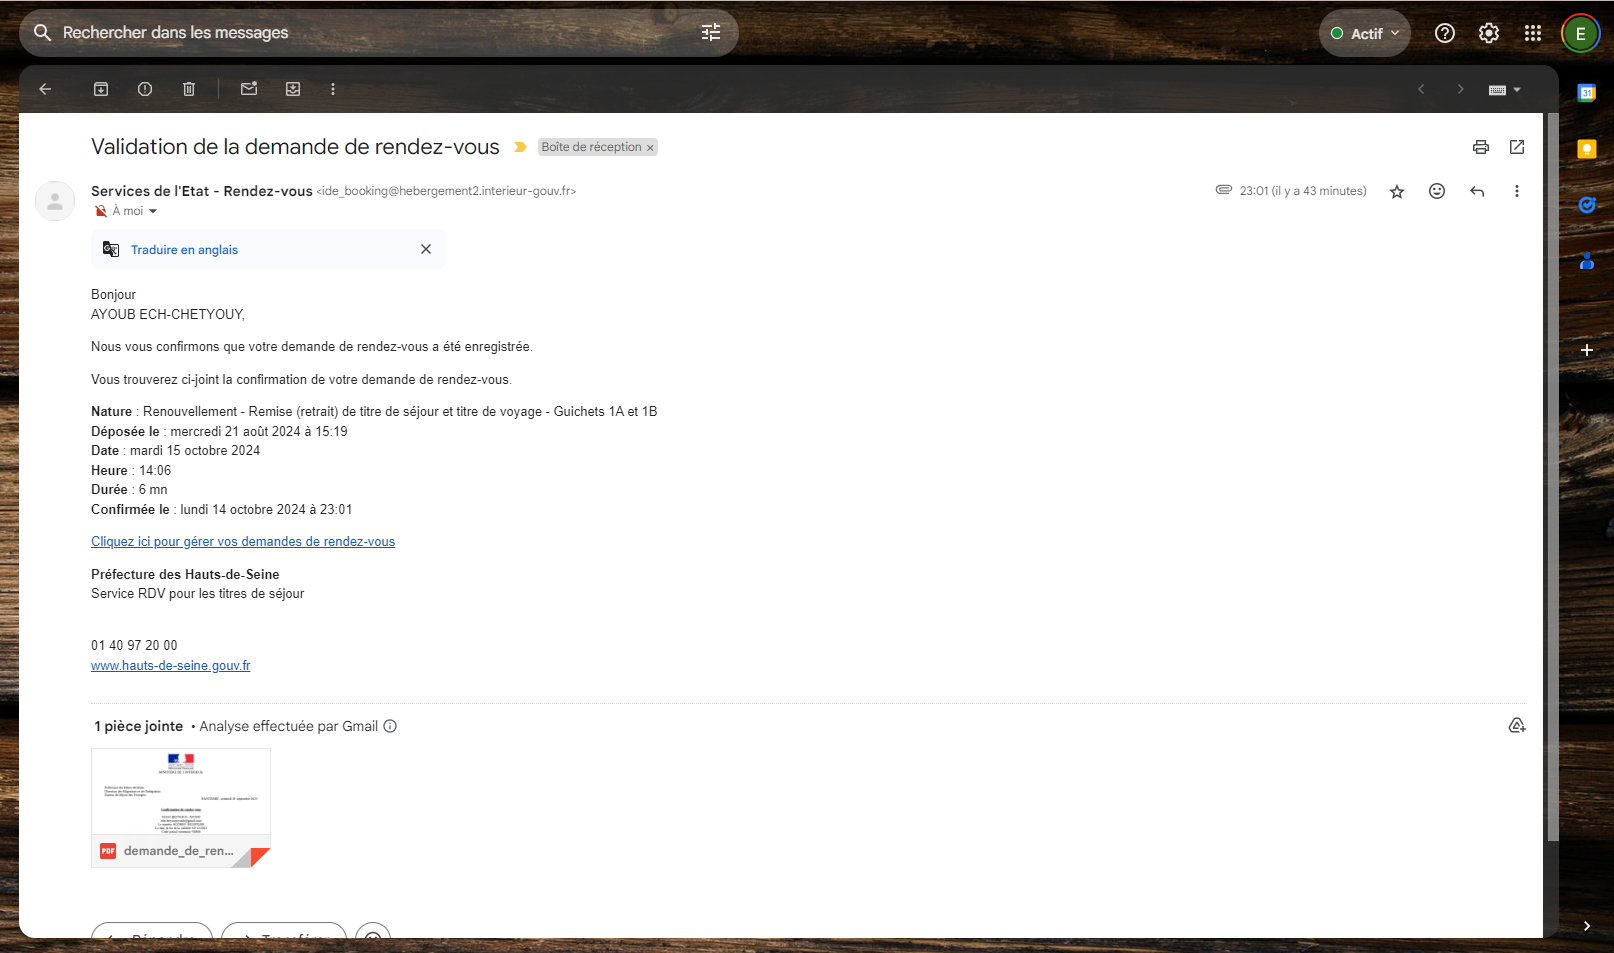 Rechercher dans les messages
Actif
E
31
Validation de la demande de rendez-vous
Boîte de réception ×
Services de l'Etat - Rendez-vous <ide_booking@hebergement2.interieur-gouv.fr>
23:01 (il y a 43 minutes)
À moi
Traduire en anglais
Bonjour
AYOUB ECH-CHETYOUY,
Nous vous confirmons que votre demande de rendez-vous a été enregistrée.
Vous trouverez ci-joint la confirmation de votre demande de rendez-vous.
Nature : Renouvellement - Remise (retrait) de titre de séjour et titre de voyage - Guichets 1A et 1B
Déposée le : mercredi 21 août 2024 à 15:19
Date : mardi 15 octobre 2024
Heure : 14:06
Durée : 6 mn
Confirmée le : lundi 14 octobre 2024 à 23:01
Cliquez ici pour gérer vos demandes de rendez-vous
Préfecture des Hauts-de-Seine
Service RDV pour les titres de séjour
01 40 97 20 00
www.hauts-de-seine.gouv.fr
1 pièce jointe • Analyse effectuée par Gmail
PDF demande_de_ren...
Répondre
Transférer